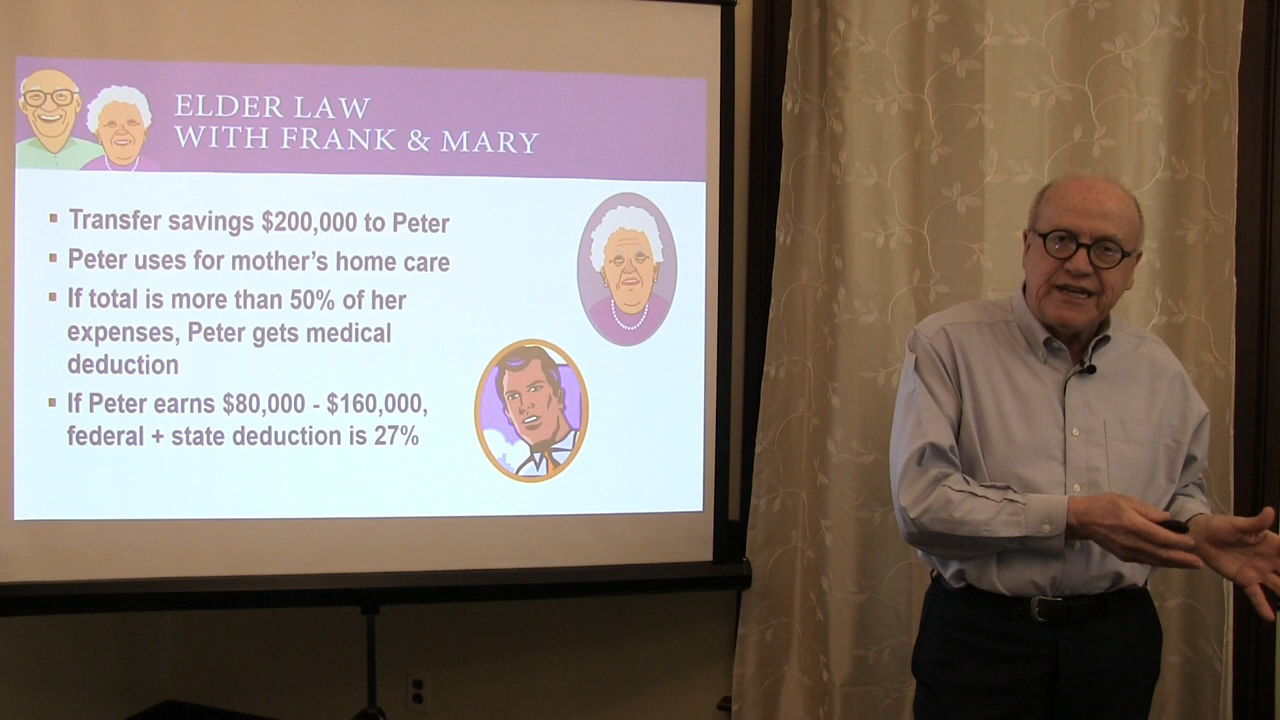 ELDER LAW
WITH FRANK & MARY
▪ Transfer savings $200,000 to Peter
▪ Peter uses for mother's home care
▪ If total is more than 50% of her
expenses, Peter gets medical
deduction
▪ If Peter earns $80,000 - $160,000,
federal + state deduction is 27%